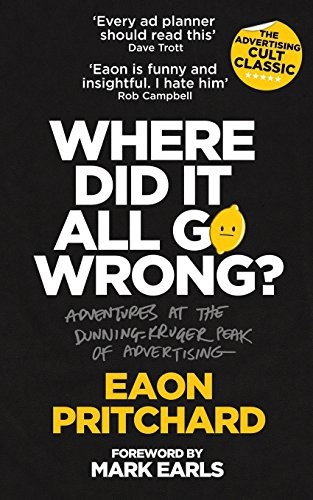 'Every ad planner
should read this'
Dave Trott
'Eaon is funny and
insightful. I hate him'
Rob Campbell
THE
ADVERTISING
CULT
CLASSIC
WHERE
DID IT
ALL GO
WRONG?
ADVENTURES AT THE
DUNNING-KRUGER PEAK
OF ADVERTISING
EAON
PRITCHARD
FOREWORD BY
MARK EARLS